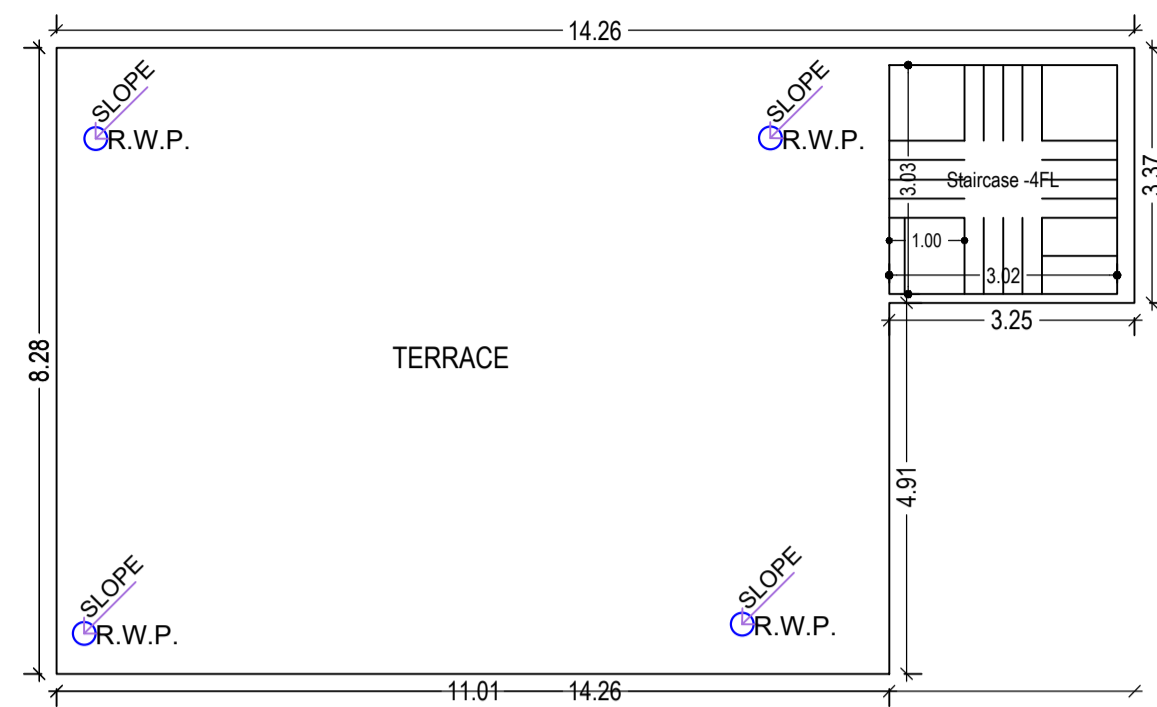 14.26
SLOPE
R.W.P.
SLOPE
R.W.P.
3.03
Staircase -4FL
3.37
1.00
3.02
3.25
8.28
TERRACE
4.91
SLOPE
R.W.P.
SLOPE
R.W.P.
11.01
14.26